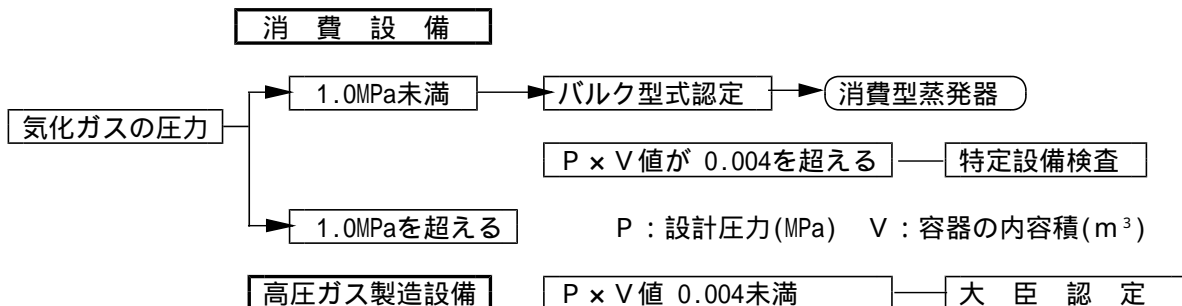 消 費 設 備
1.0MPa未満 バルク型式認定 消費型蒸発器
気化ガスの圧力
P×V値が 0.004を超える 特定設備検査
1.0MPaを超える P:設計圧力(MPa) V:容器の内容積(m³)
高圧ガス製造設備 P×V値 0.004未満 大 臣 認 定